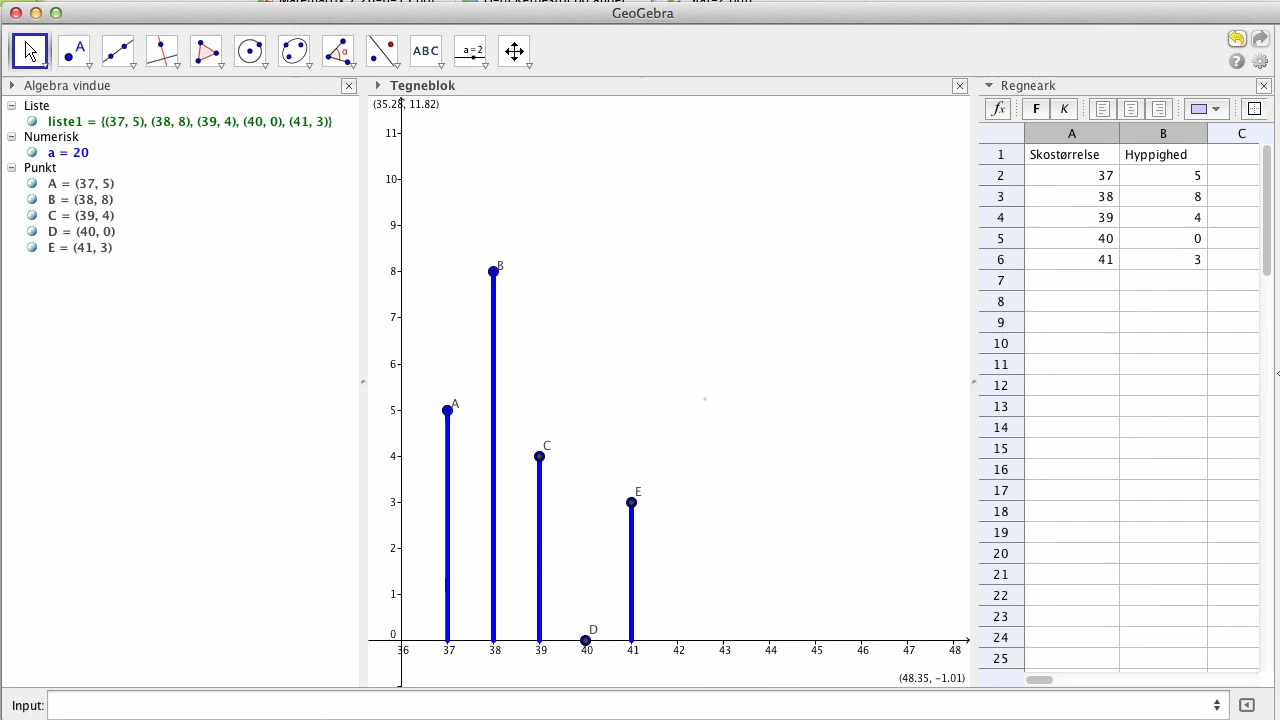 GeoGebra
A
α
ABC
a=2
Algebra vindue
Tegneblok
Regneark
Liste
liste1 = {(37, 5), (38, 8), (39, 4), (40, 0), (41, 3)}
Numerisk
a = 20
Punkt
A = (37, 5)
B = (38, 8)
C = (39, 4)
D = (40, 0)
E = (41, 3)
(35.28, 11.82)
11
10
9
8
7
6
5
4
3
2
1
0
B
A
C
E
D
36 37 38 39 40 41 42 43 44 45 46 47 48
(48.35, −1.01)
fx F K
A B C
1 Skostørrelse Hyppighed
2 37 5
3 38 8
4 39 4
5 40 0
6 41 3
7
8
9
10
11
12
13
14
15
16
17
18
19
20
21
22
23
24
25
Input: